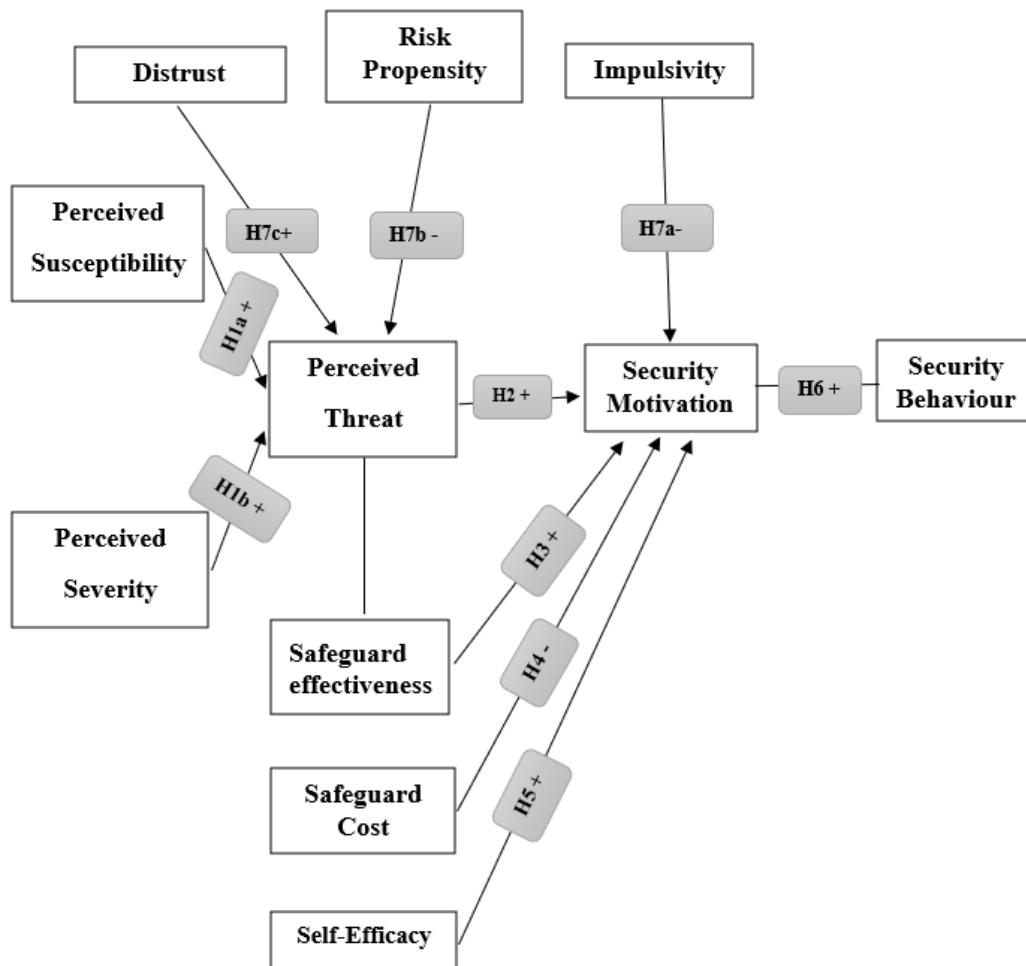 Distrust
Risk
Propensity
Impulsivity
Perceived
Susceptibility
H7c+
H7b -
H7a-
H1a +
Perceived
Threat
H2 +
Security
Motivation
H6 +
Security
Behaviour
H1b +
Perceived
Severity
H3 +
Safeguard
effectiveness
H4 -
Safeguard
Cost
H5 +
Self-Efficacy